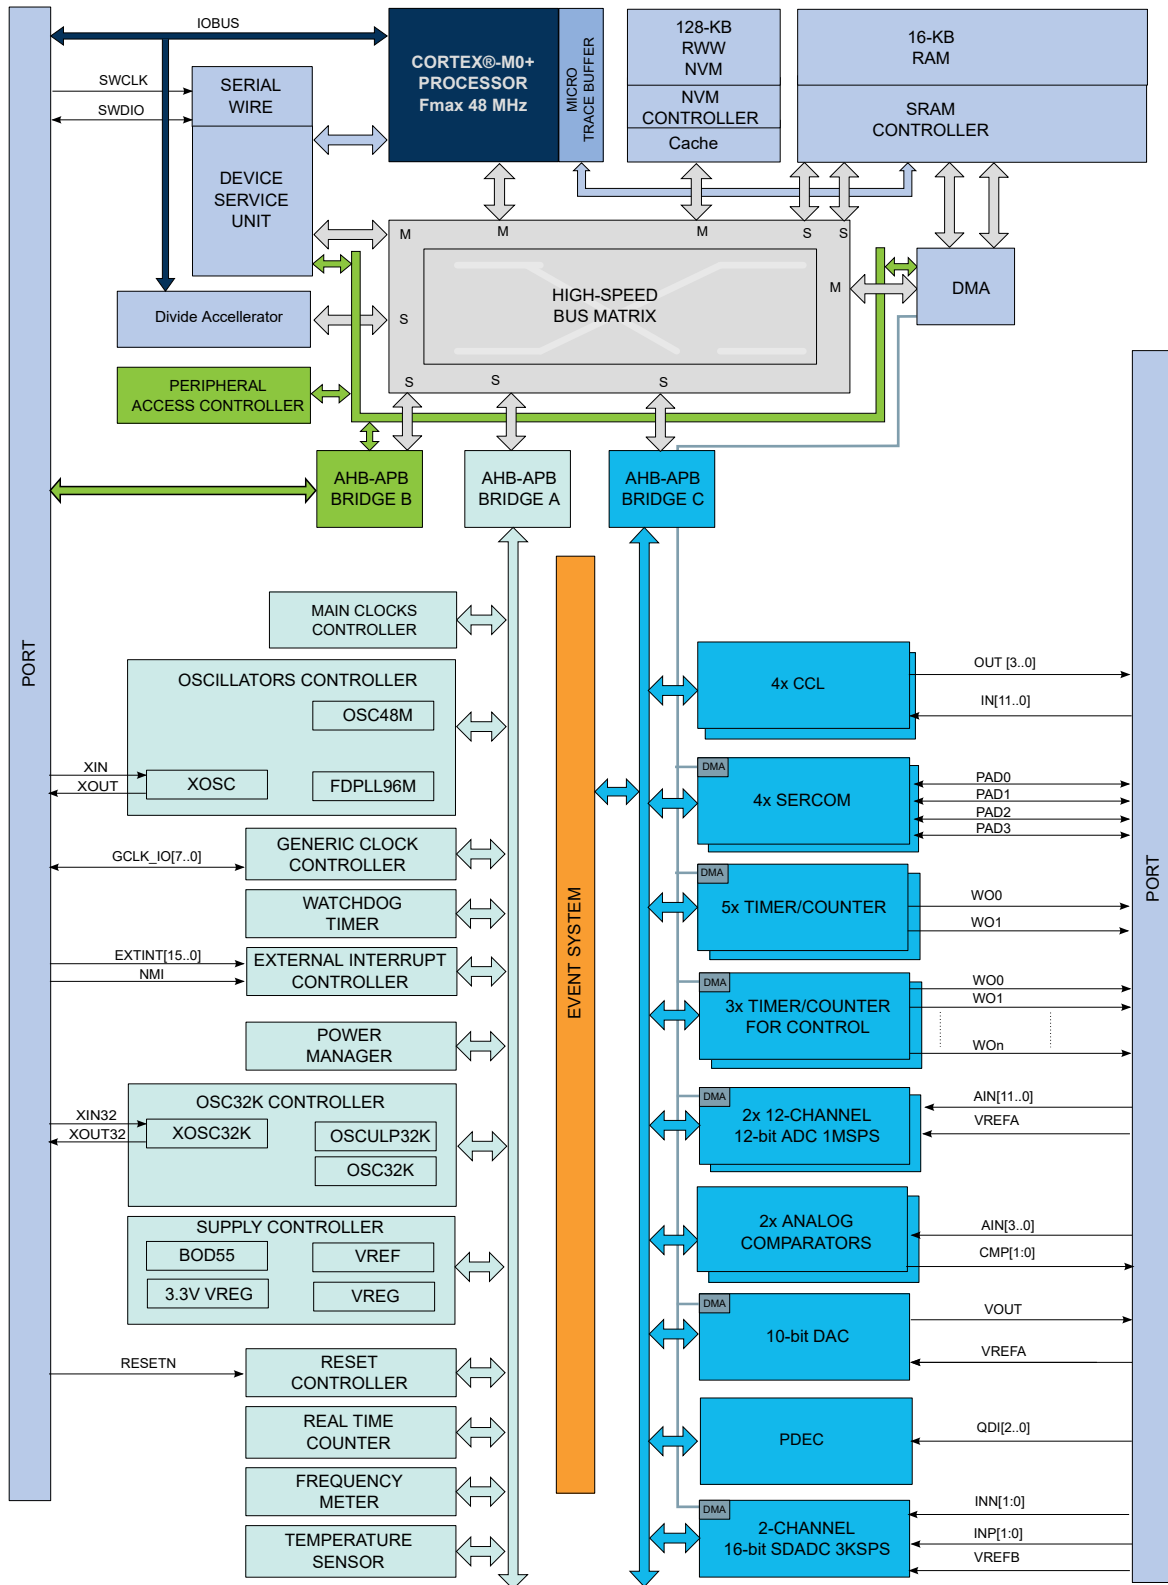 IOBUS
SWCLK
SWDIO
SERIAL
WIRE
DEVICE
SERVICE
UNIT
CORTEX®-M0+
PROCESSOR
Fmax 48 MHz
MICRO
TRACE BUFFER
128-KB
RWW
NVM
NVM
CONTROLLER
Cache
16-KB
RAM
SRAM
CONTROLLER
M
M
M
S
S
M
S
S
S
S
HIGH-SPEED
BUS MATRIX
DMA
Divide Accellerator
PERIPHERAL
ACCESS CONTROLLER
AHB-APB
BRIDGE B
AHB-APB
BRIDGE A
AHB-APB
BRIDGE C
PORT
PORT
EVENT SYSTEM
MAIN CLOCKS
CONTROLLER
OSCILLATORS CONTROLLER
OSC48M
XOSC
FDPLL96M
XIN
XOUT
GENERIC CLOCK
CONTROLLER
GCLK_IO[7..0]
WATCHDOG
TIMER
EXTINT[15..0]
NMI
EXTERNAL INTERRUPT
CONTROLLER
POWER
MANAGER
OSC32K CONTROLLER
XIN32
XOUT32
XOSC32K
OSCULP32K
OSC32K
SUPPLY CONTROLLER
BOD55
VREF
3.3V VREG
VREG
RESETN
RESET
CONTROLLER
REAL TIME
COUNTER
FREQUENCY
METER
TEMPERATURE
SENSOR
4x CCL
OUT [3..0]
IN[11..0]
DMA
4x SERCOM
PAD0
PAD1
PAD2
PAD3
DMA
5x TIMER/COUNTER
WO0
WO1
DMA
3x TIMER/COUNTER
FOR CONTROL
WO0
WO1
WOn
DMA
2x 12-CHANNEL
12-bit ADC 1MSPS
AIN[11..0]
VREFA
2x ANALOG
COMPARATORS
AIN[3..0]
CMP[1:0]
DMA
10-bit DAC
VOUT
VREFA
PDEC
QDI[2..0]
DMA
2-CHANNEL
16-bit SDADC 3KSPS
INN[1:0]
INP[1:0]
VREFB